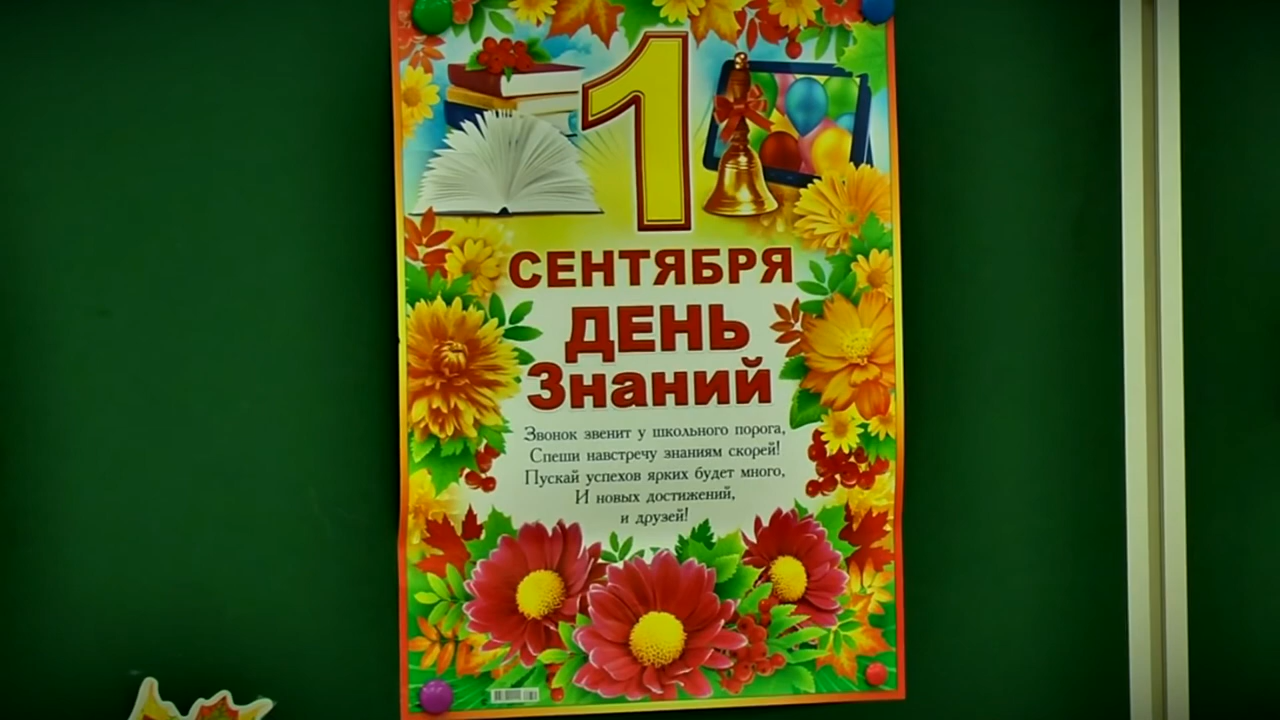 1
СЕНТЯБРЯ
ДЕНЬ
Знаний
Звонок звенит у школьного порога,
Спеши навстречу знаниям скорей!
Пускай успехов ярких будет много,
И новых достижений,
и друзей!